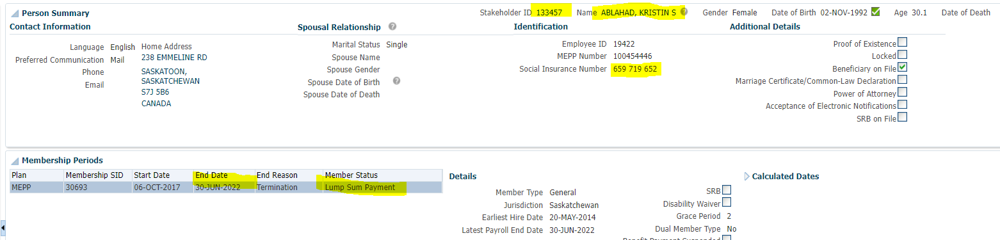 Person Summary
Stakeholder ID 133457 Name ABLAHAD, KRISTIN S Gender Female Date of Birth 02-NOV-1992 Age 30.1 Date of Death
Contact Information
Language English
Preferred Communication Mail
Phone
Email
Home Address
238 EMMELINE RD
SASKATOON,
SASKATCHEWAN
S7J 5B6
CANADA
Spousal Relationship
Marital Status Single
Spouse Name
Spouse Gender
Spouse Date of Birth
Spouse Date of Death
Identification
Employee ID 19422
MEPP Number 100454446
Social Insurance Number 659 719 652
Additional Details
Proof of Existence
Locked
Beneficiary on File
Marriage Certificate/Common-Law Declaration
Power of Attorney
Acceptance of Electronic Notifications
SRB on File
Membership Periods
Plan Membership SID Start Date End Date End Reason Member Status
MEPP 30693 06-OCT-2017 30-JUN-2022 Termination Lump Sum Payment
Details
Member Type General
Jurisdiction Saskatchewan
Earliest Hire Date 20-MAY-2014
Latest Payroll End Date 30-JUN-2022
SRB
Disability Waiver
Grace Period 2
Dual Member Type No
Benefit Payment Suspended
Calculated Dates